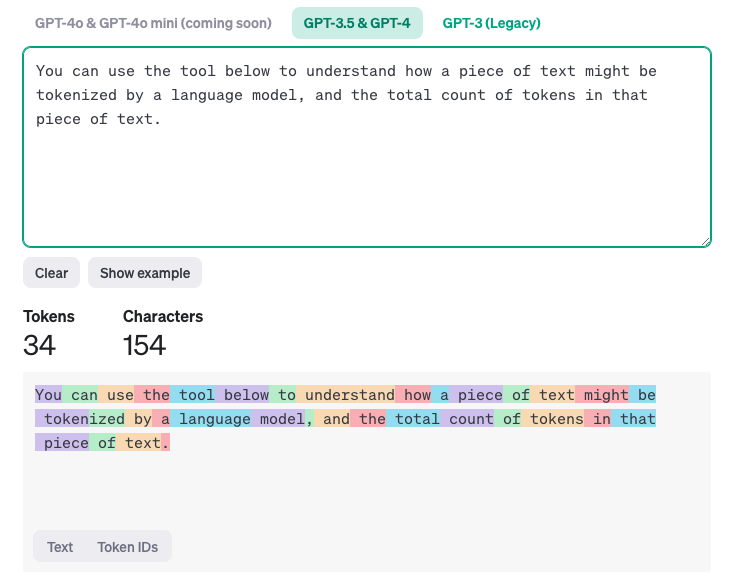 GPT-4o & GPT-4o mini (coming soon) GPT-3.5 & GPT-4 GPT-3 (Legacy)
You can use the tool below to understand how a piece of text might be
tokenized by a language model, and the total count of tokens in that
piece of text.
Clear Show example
Tokens Characters
34 154
You can use the tool below to understand how a piece of text might be
tokenized by a language model, and the total count of tokens in that
piece of text.
Text Token IDs